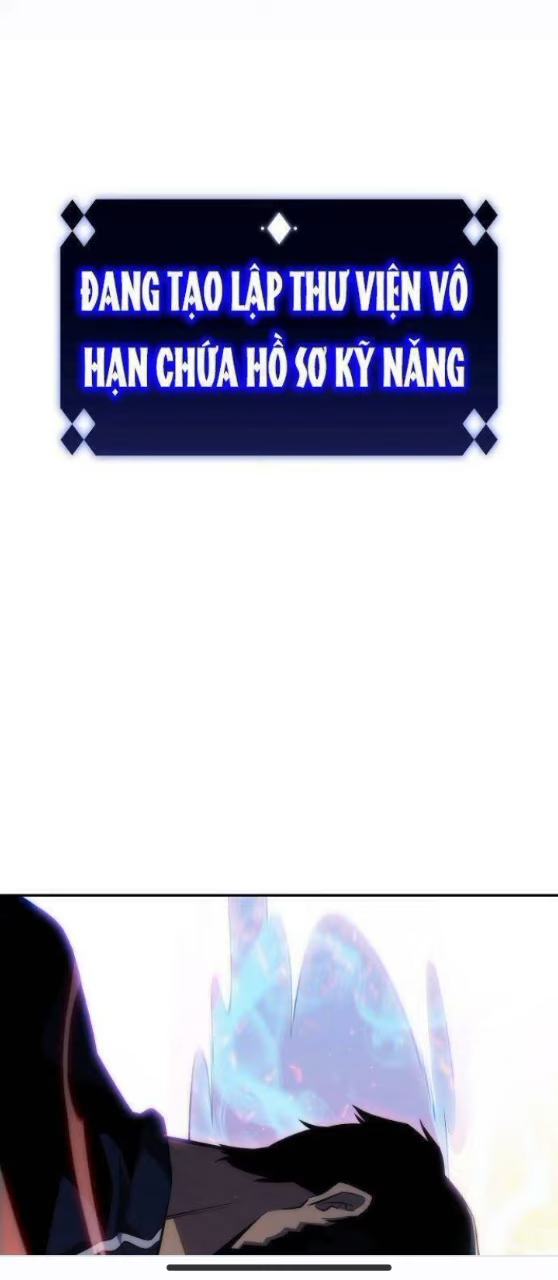 ĐANG TẠO LẬP THƯ VIỆN VÔ
HẠN CHỨA HỒ SƠ KỸ NĂNG